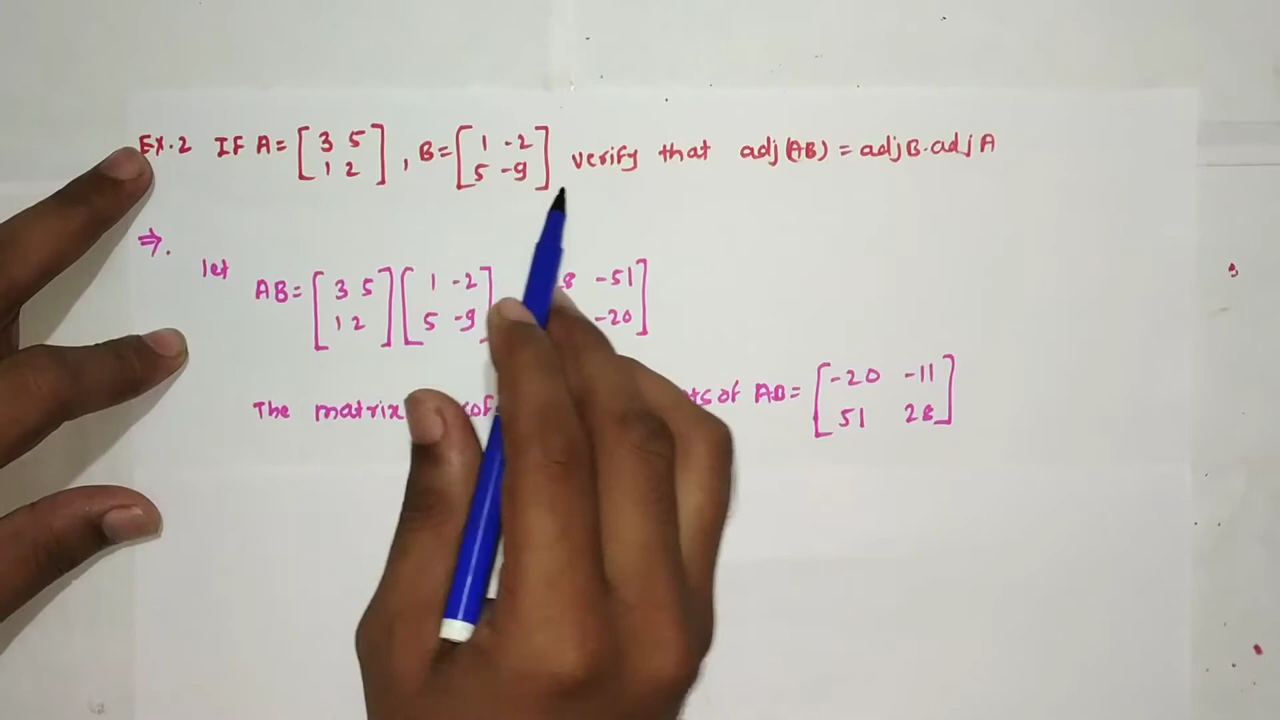 Ex.2 IF A= [3 5 1 2], B= [1 -2 5 -9] verify that adj(AB) = adjB.adjA
⇒. let
AB= [3 5 1 2] [1 -2 5 -9] 8 -51 -20]
The matrix of AB= [-20 -11 51 28]